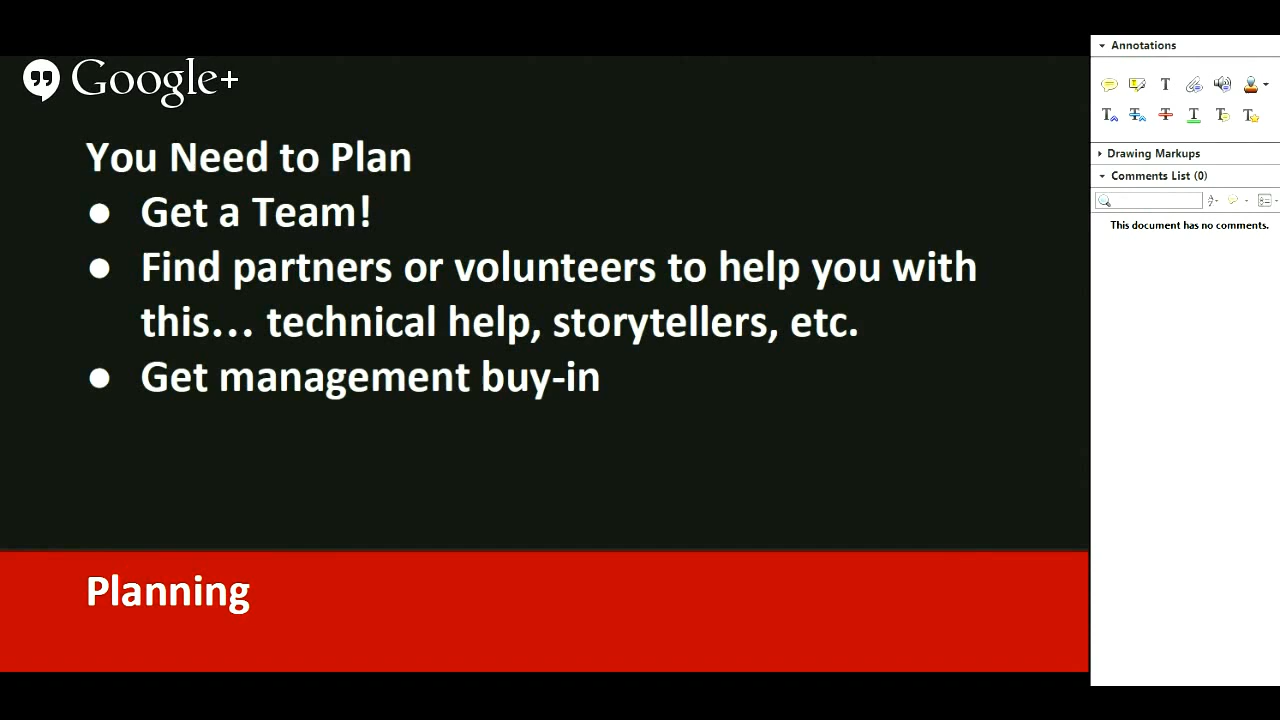 Google+
You Need to Plan
● Get a Team!
● Find partners or volunteers to help you with
this… technical help, storytellers, etc.
● Get management buy-in
Planning
Annotations
Drawing Markups
Comments List (0)
This document has no comments.